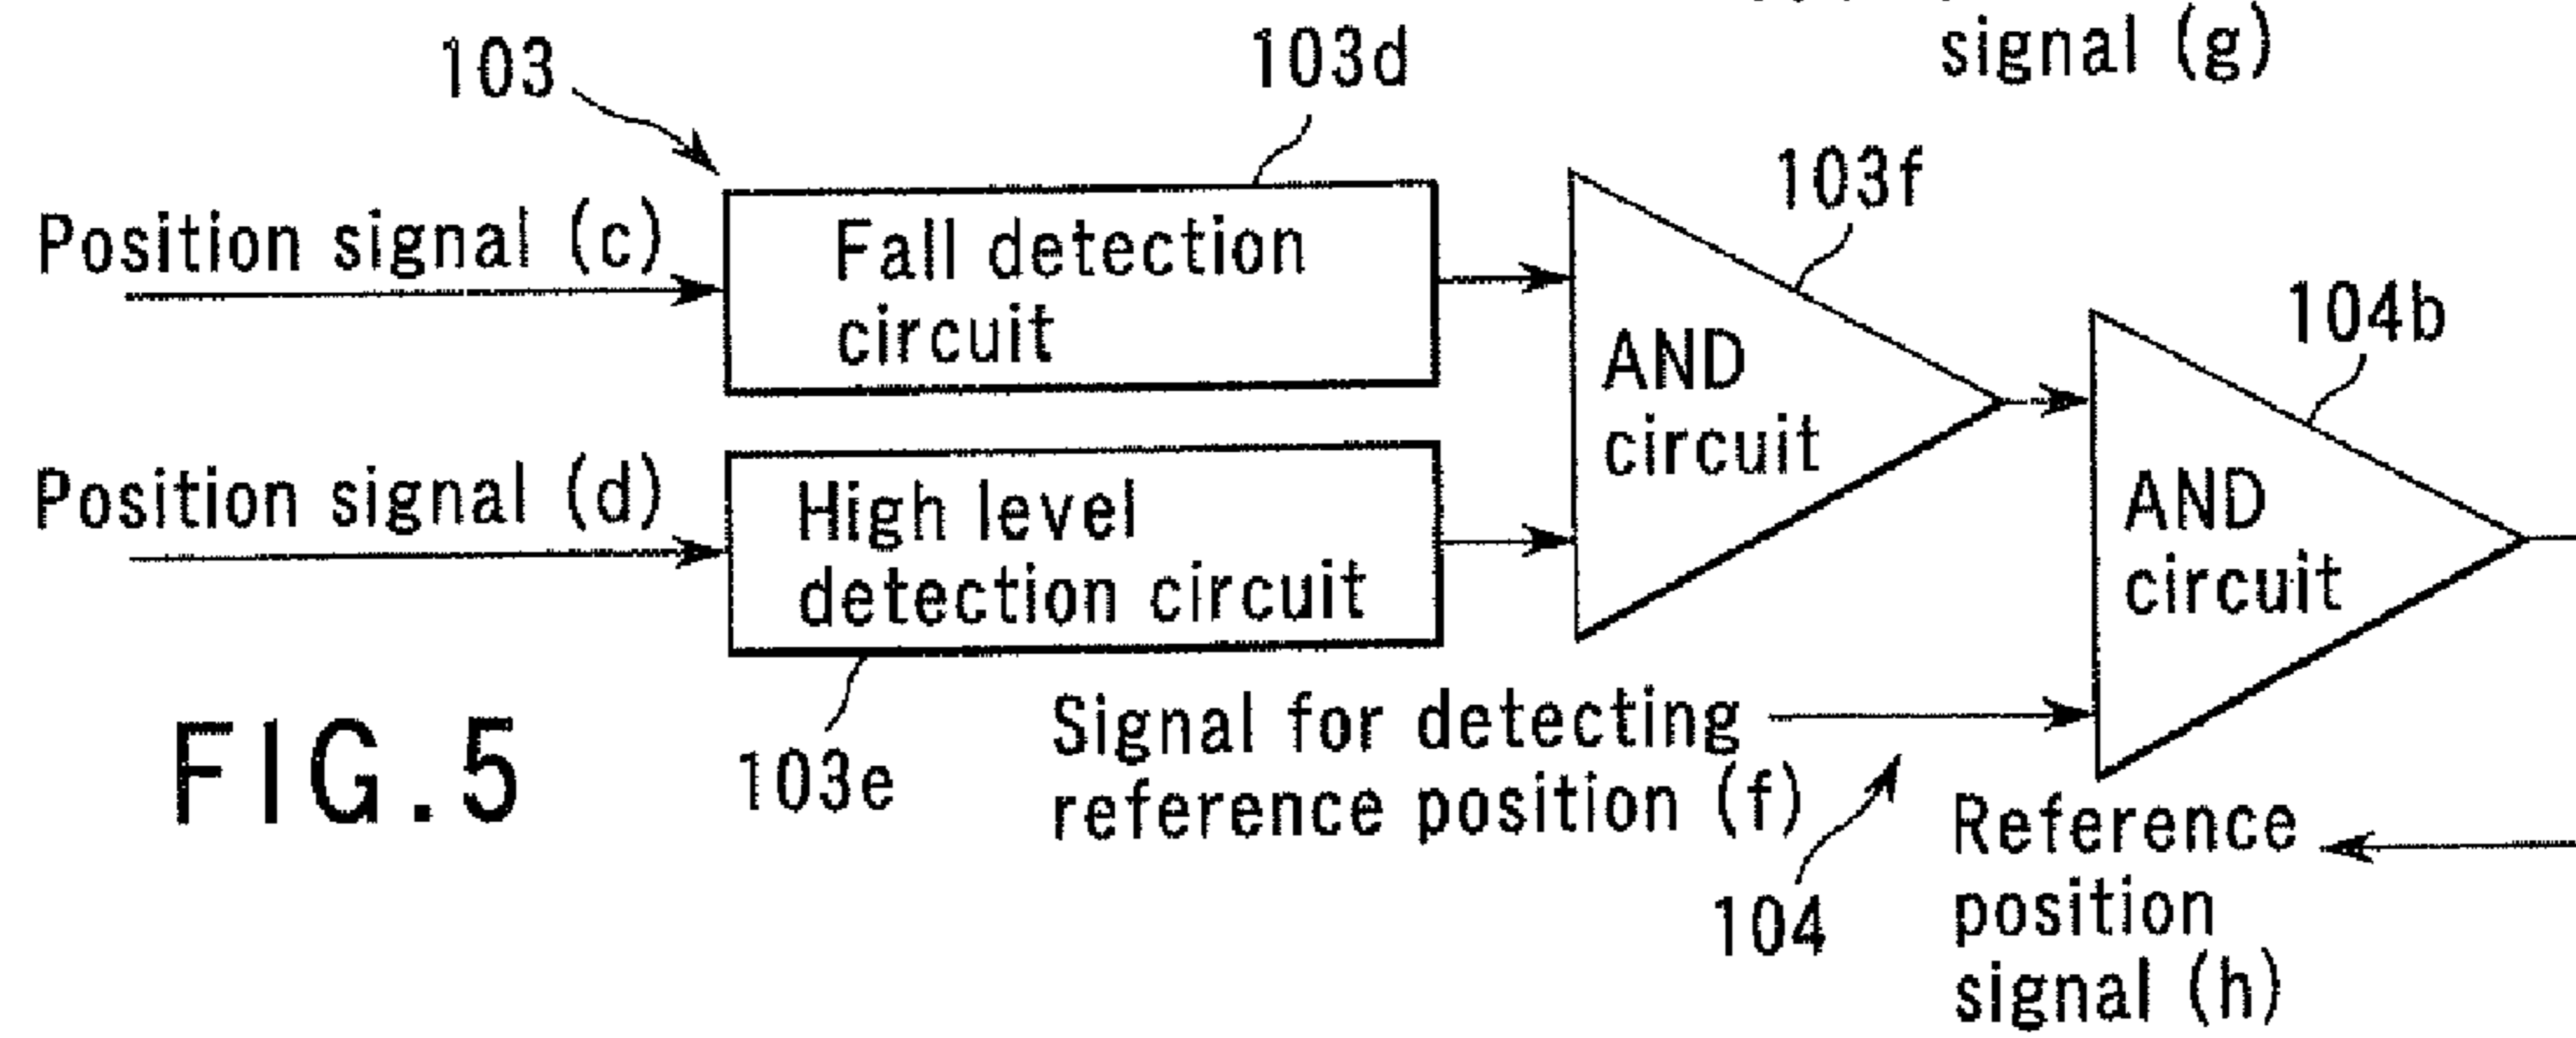 signal (g)
103
103d
103f
104b
Position signal (c)
Fall detection
circuit
AND
circuit
Position signal (d)
High level
detection circuit
AND
circuit
103e
Signal for detecting
reference position (f)
104
Reference
position
signal (h)
FIG.5